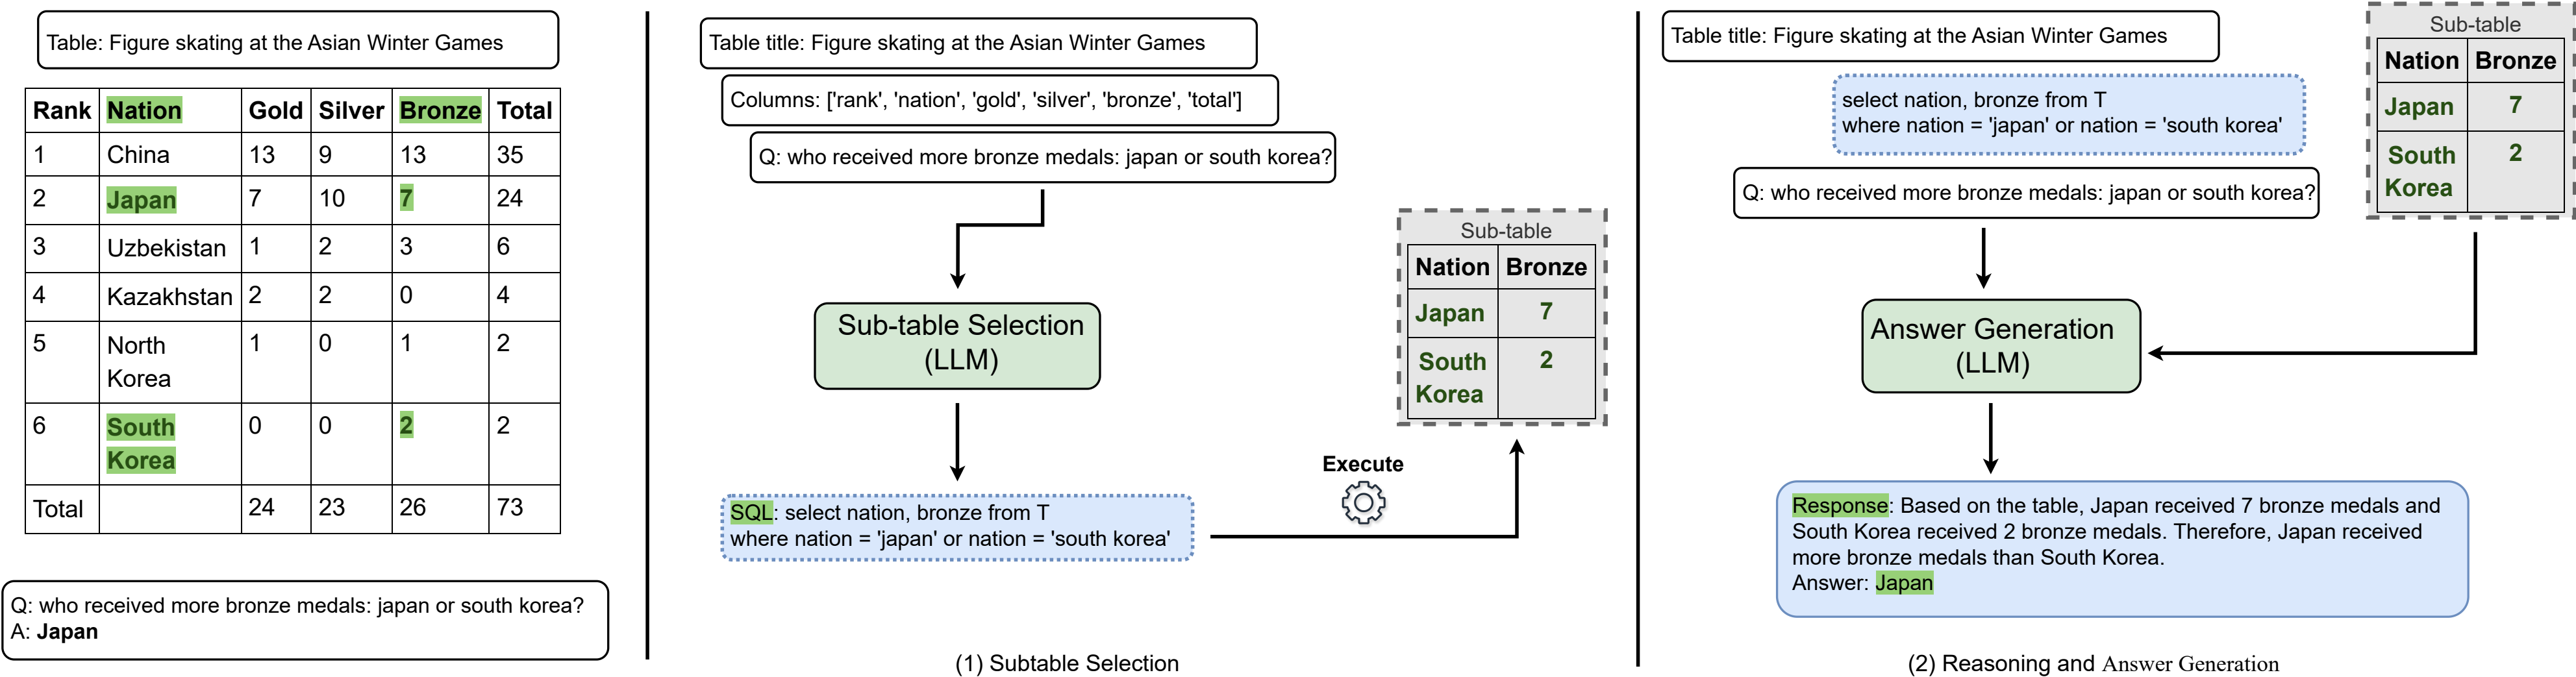 Table: Figure skating at the Asian Winter Games
Rank Nation Gold Silver Bronze Total
1 China 13 9 13 35
2 Japan 7 10 7 24
3 Uzbekistan 1 2 3 6
4 Kazakhstan 2 2 0 4
5 North 1 0 1 2
Korea
6 South 0 0 2 2
Korea
Total 24 23 26 73
Q: who received more bronze medals: japan or south korea?
A: Japan
Table title: Figure skating at the Asian Winter Games
Columns: ['rank', 'nation', 'gold', 'silver', 'bronze', 'total']
Q: who received more bronze medals: japan or south korea?
Sub-table Selection
(LLM)
SQL: select nation, bronze from T
where nation = 'japan' or nation = 'south korea'
Execute
Sub-table
Nation Bronze
Japan 7
South 2
Korea
(1) Subtable Selection
Table title: Figure skating at the Asian Winter Games
select nation, bronze from T
where nation = 'japan' or nation = 'south korea'
Q: who received more bronze medals: japan or south korea?
Sub-table
Nation Bronze
Japan 7
South 2
Korea
Answer Generation
(LLM)
Response: Based on the table, Japan received 7 bronze medals and
South Korea received 2 bronze medals. Therefore, Japan received
more bronze medals than South Korea.
Answer: Japan
(2) Reasoning and Answer Generation